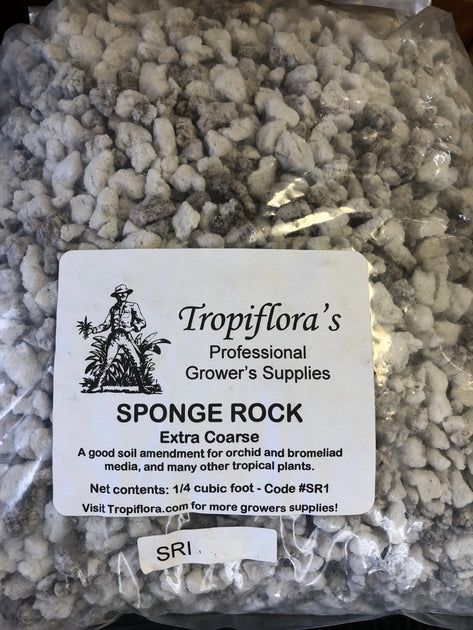 Tropiflora's
Professional
Grower's Supplies
SPONGE ROCK
Extra Coarse
A good soil amendment for orchid and bromeliad
media, and many other tropical plants.
Net contents: 1/4 cubic foot - Code #SR1
Visit Tropiflora.com for more growers supplies!
SRI